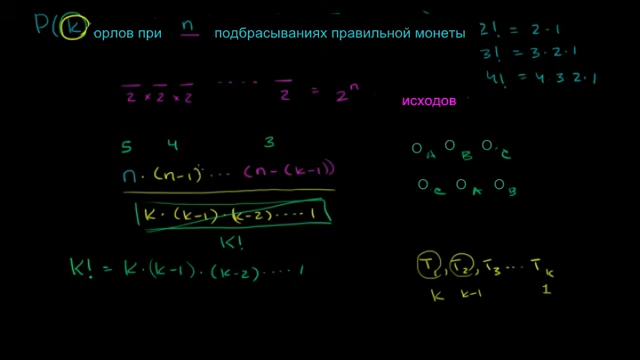 P(k орлов при n подбрасываниях правильной монеты
2! = 2·1
3! = 3·2·1
4! = 4·3·2·1
2 × 2 × 2 .... 2 = 2^n
исходов
5 4 3
n·(n-1)···(n-(k-1))
k·(k-1)·(k-2)····1
k!
k! = k·(k-1)·(k-2)····1
A B C
C A B
T1, T2, T3 ... Tk
k k-1 1